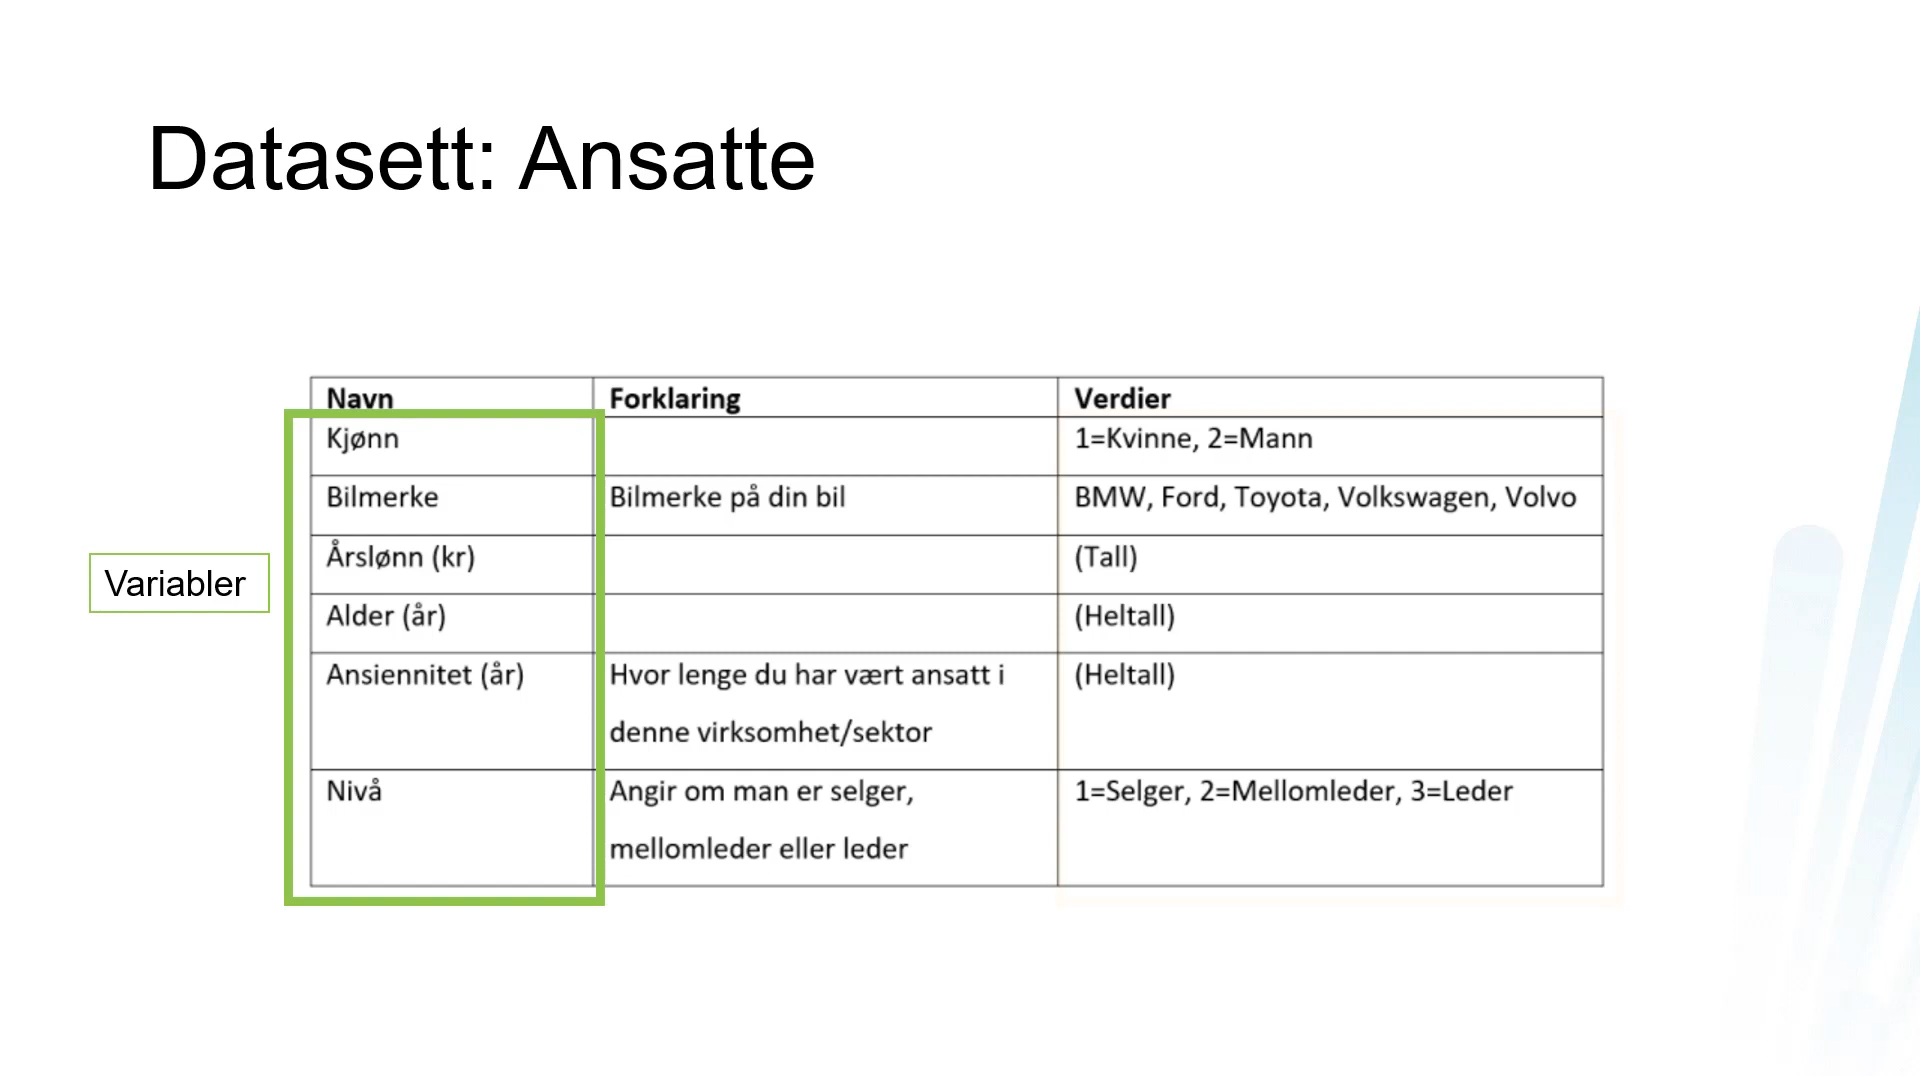 Datasett: Ansatte
Navn Forklaring Verdier
Kjønn 1=Kvinne, 2=Mann
Bilmerke Bilmerke på din bil BMW, Ford, Toyota, Volkswagen, Volvo
Variabler
Årslønn (kr) (Tall)
Alder (år) (Heltall)
Ansiennitet (år) Hvor lenge du har vært ansatt i (Heltall)
denne virksomhet/sektor
Nivå Angir om man er selger, 1=Selger, 2=Mellomleder, 3=Leder
mellomleder eller leder